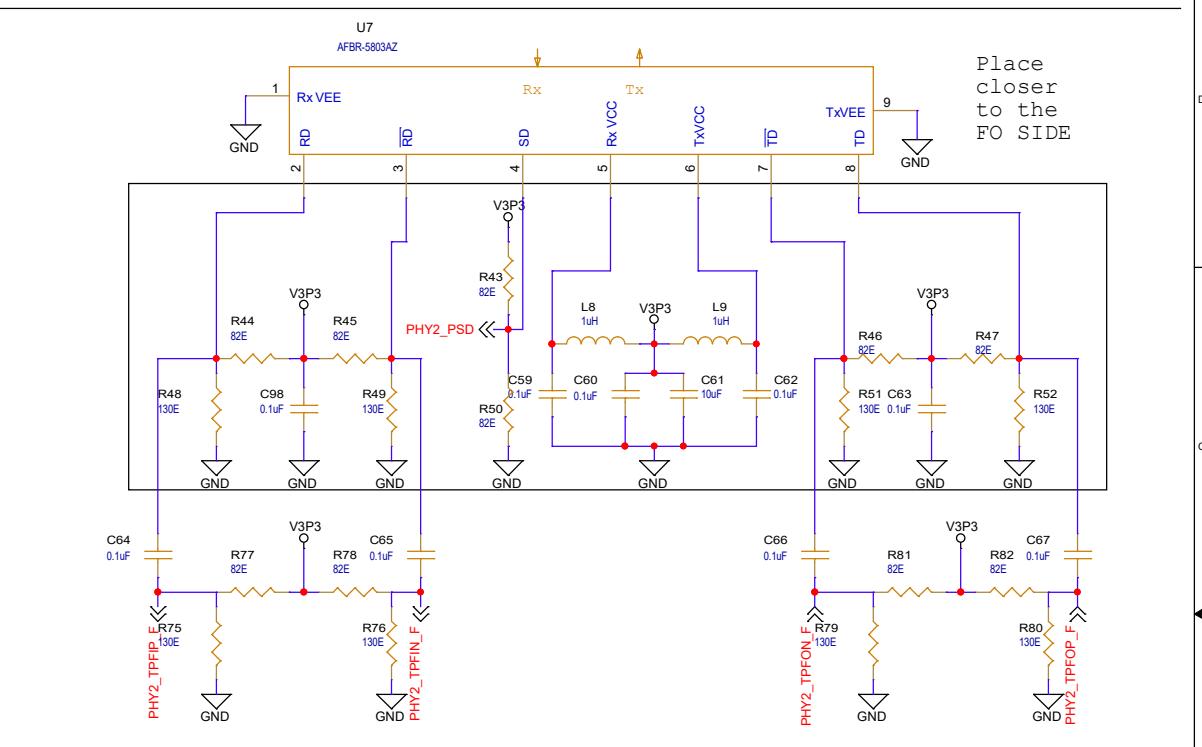 U7
AFBR-5803AZ
Place
closer
to the
FO SIDE
Rx
Tx
1
Rx VEE
TxVEE
9
GND
RD
RD
SD
Rx VCC
TxVCC
TD
TD
GND
2
3
4
5
6
7
8
V3P3
R43
82E
PHY2_PSD
V3P3
R44
82E
R45
82E
L8
1uH
V3P3
L9
1uH
V3P3
R46
82E
R47
82E
R48
130E
C98
0.1uF
R49
130E
R50
82E
C59
0.1uF
C60
0.1uF
C61
10uF
C62
0.1uF
R51
130E
C63
0.1uF
R52
130E
GND
GND
GND
GND
GND
GND
GND
GND
C64
0.1uF
V3P3
C65
0.1uF
R77
82E
R78
82E
C66
0.1uF
V3P3
C67
0.1uF
R81
82E
R82
82E
R75
130E
R76
130E
R79
130E
R80
130E
PHY2_TPFIP_F
PHY2_TPFIN_F
PHY2_TPFON_F
PHY2_TPFOP_F
GND
GND
GND
GND